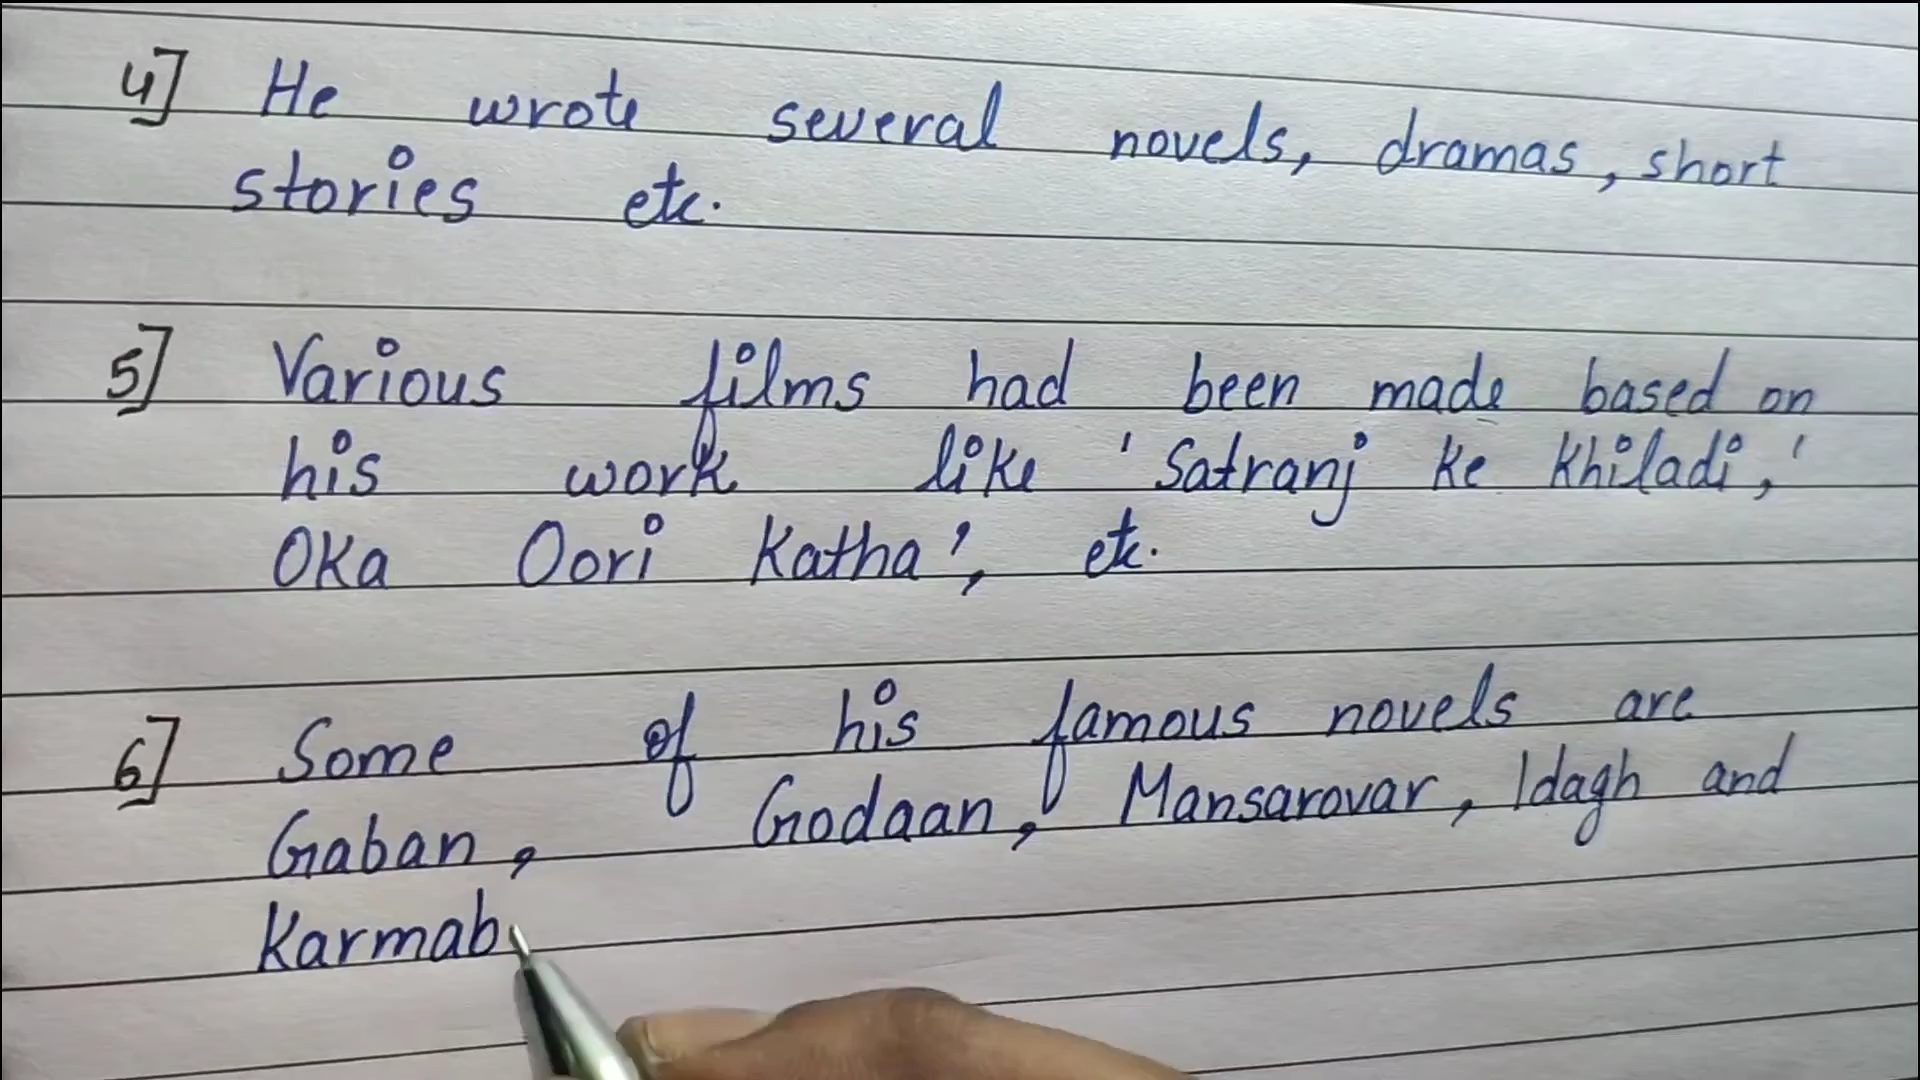 4] He wrote several novels, dramas, short
stories etc.
5] Various films had been made based on
his work like 'Satranj ke Khiladi,'
Oka Oori Katha', etc.
6] Some of his famous novels are
Gaban, Godaan, Mansarovar, Idagh and
Karmab